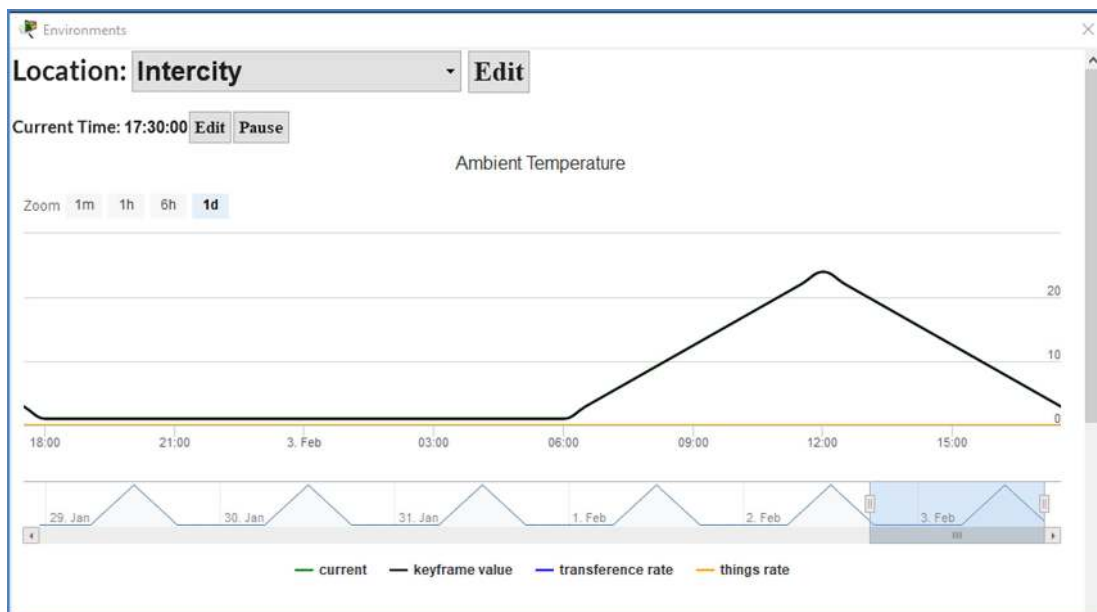 Environments
Location: Intercity Edit
Current Time: 17:30:00 Edit Pause
Ambient Temperature
Zoom 1m 1h 6h 1d
20
10
0
18:00 21:00 3. Feb 03:00 06:00 09:00 12:00 15:00
29. Jan 30. Jan 31. Jan 1. Feb 2. Feb 3. Feb
current keyframe value transference rate things rate